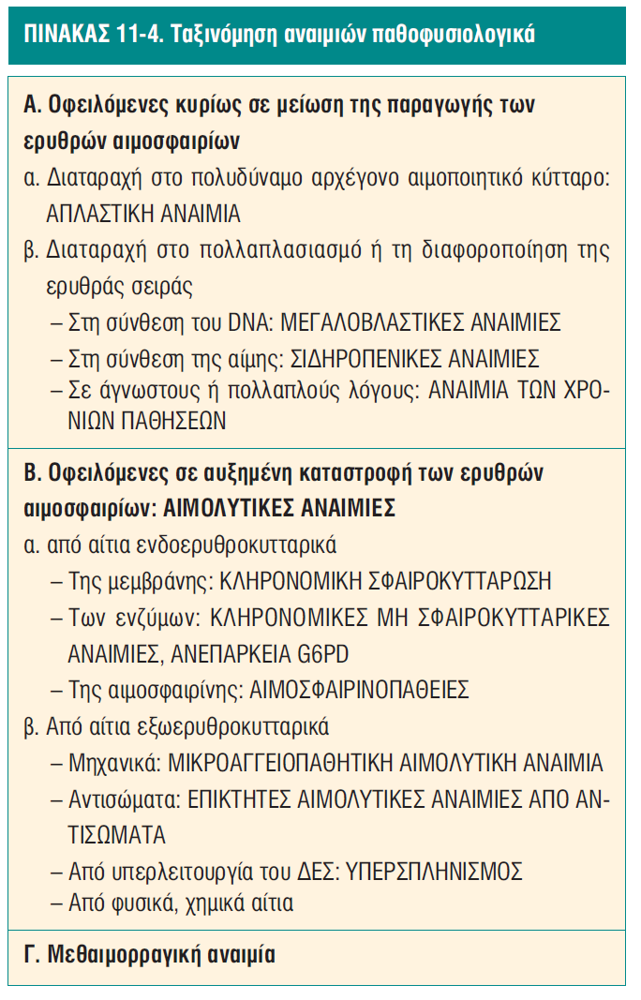 ΠΙΝΑΚΑΣ 11-4. Ταξινόμηση αναιμιών παθοφυσιολογικά
Α. Οφειλόμενες κυρίως σε μείωση της παραγωγής των
ερυθρών αιμοσφαιρίων
α. Διαταραχή στο πολυδύναμο αρχέγονο αιμοποιητικό κύτταρο:
ΑΠΛΑΣΤΙΚΗ ΑΝΑΙΜΙΑ
β. Διαταραχή στο πολλαπλασιασμό ή τη διαφοροποίηση της
ερυθράς σειράς
– Στη σύνθεση του DNA: ΜΕΓΑΛΟΒΛΑΣΤΙΚΕΣ ΑΝΑΙΜΙΕΣ
– Στη σύνθεση της αίμης: ΣΙΔΗΡΟΠΕΝΙΚΕΣ ΑΝΑΙΜΙΕΣ
– Σε άγνωστους ή πολλαπλούς λόγους: ΑΝΑΙΜΙΑ ΤΩΝ ΧΡΟ-
ΝΙΩΝ ΠΑΘΗΣΕΩΝ
Β. Οφειλόμενες σε αυξημένη καταστροφή των ερυθρών
αιμοσφαιρίων: ΑΙΜΟΛΥΤΙΚΕΣ ΑΝΑΙΜΙΕΣ
α. από αίτια ενδοερυθροκυτταρικά
– Της μεμβράνης: ΚΛΗΡΟΝΟΜΙΚΗ ΣΦΑΙΡΟΚΥΤΤΑΡΩΣΗ
– Των ενζύμων: ΚΛΗΡΟΝΟΜΙΚΕΣ ΜΗ ΣΦΑΙΡΟΚΥΤΤΑΡΙΚΕΣ
ΑΝΑΙΜΙΕΣ, ΑΝΕΠΑΡΚΕΙΑ G6PD
– Της αιμοσφαιρίνης: ΑΙΜΟΣΦΑΙΡΙΝΟΠΑΘΕΙΕΣ
β. Από αίτια εξωερυθροκυτταρικά
– Μηχανικά: ΜΙΚΡΟΑΓΓΕΙΟΠΑΘΗΤΙΚΗ ΑΙΜΟΛΥΤΙΚΗ ΑΝΑΙΜΙΑ
– Αντισώματα: ΕΠΙΚΤΗΤΕΣ ΑΙΜΟΛΥΤΙΚΕΣ ΑΝΑΙΜΙΕΣ ΑΠΟ ΑΝ-
ΤΙΣΩΜΑΤΑ
– Από υπερλειτουργία του ΔΕΣ: ΥΠΕΡΣΠΛΗΝΙΣΜΟΣ
– Από φυσικά, χημικά αίτια
Γ. Μεθαιμορραγική αναιμία